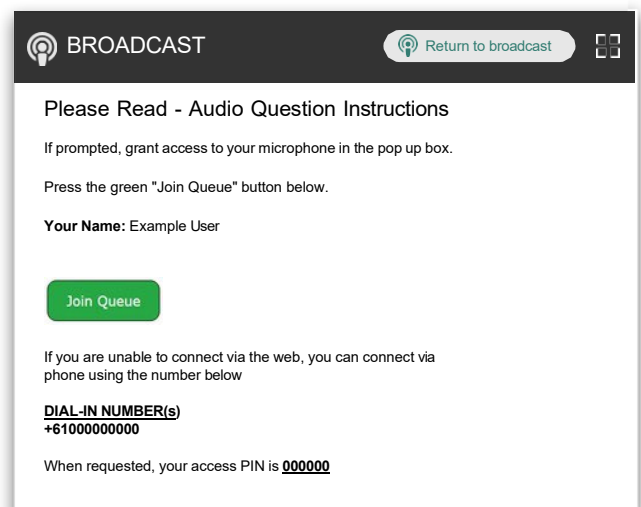 BROADCAST
Return to broadcast
Please Read - Audio Question Instructions
If prompted, grant access to your microphone in the pop up box.
Press the green "Join Queue" button below.
Your Name: Example User
Join Queue
If you are unable to connect via the web, you can connect via
phone using the number below
DIAL-IN NUMBER(s)
+61000000000
When requested, your access PIN is 000000